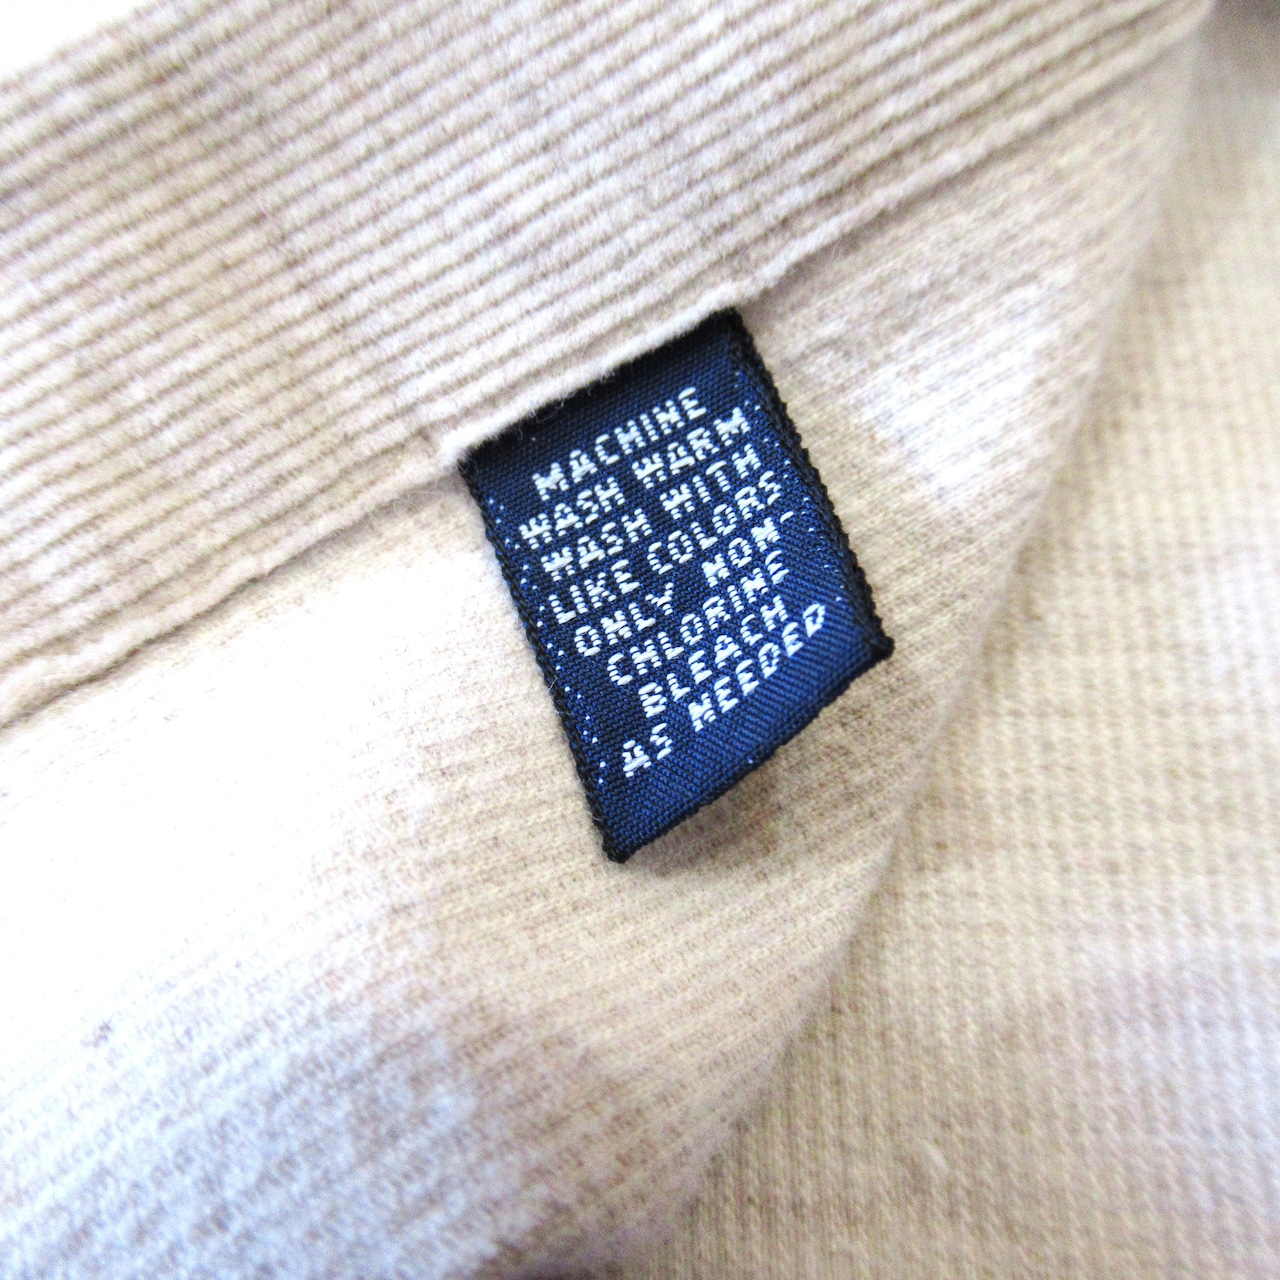 MACHINE
WASH WARM
WASH WITH
LIKE COLORS
ONLY NON-
CHLORINE
BLEACH
AS NEEDED